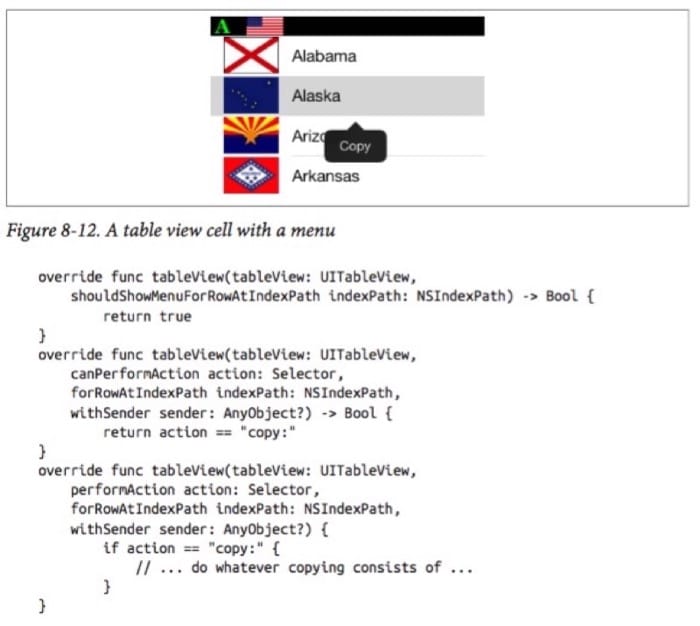 A
Alabama
Alaska
Arizo
Copy
Arkansas
Figure 8-12. A table view cell with a menu
override func tableView(tableView: UITableView,
shouldShowMenuForRowAtIndexPath indexPath: NSIndexPath) -> Bool {
return true
}
override func tableView(tableView: UITableView,
canPerformAction action: Selector,
forRowAtIndexPath indexPath: NSIndexPath,
withSender sender: AnyObject?) -> Bool {
return action == "copy:"
}
override func tableView(tableView: UITableView,
performAction action: Selector,
forRowAtIndexPath indexPath: NSIndexPath,
withSender sender: AnyObject?) {
if action == "copy:" {
// ... do whatever copying consists of ...
}
}